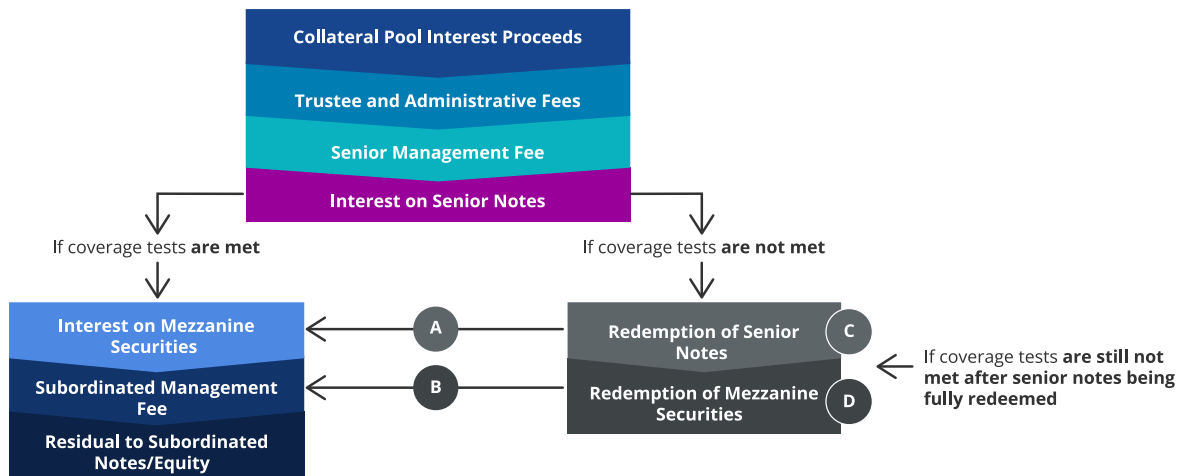 Collateral Pool Interest Proceeds
Trustee and Administrative Fees
Senior Management Fee
Interest on Senior Notes
If coverage tests are met
If coverage tests are not met
Interest on Mezzanine
Securities
Subordinated Management
Fee
Residual to Subordinated
Notes/Equity
A
B
Redemption of Senior
Notes
C
Redemption of Mezzanine
Securities
D
If coverage tests are still not
met after senior notes being
fully redeemed